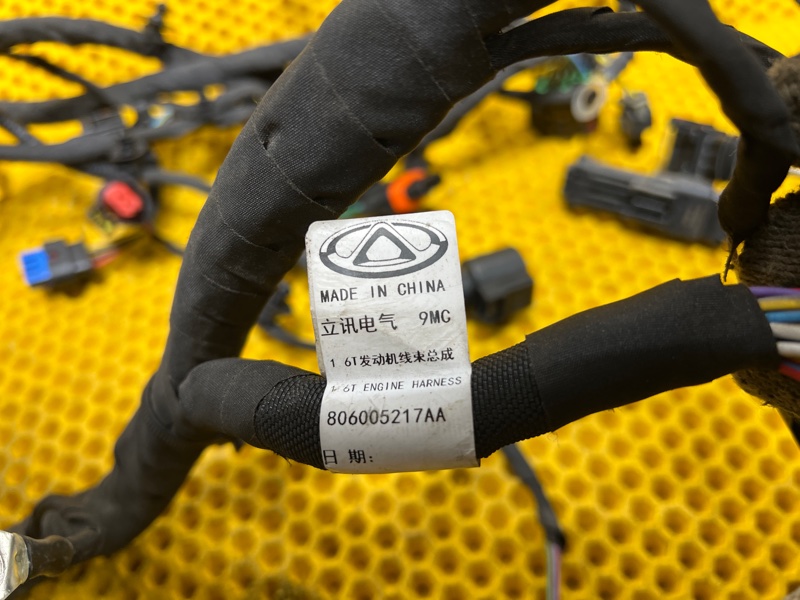 MADE IN CHINA
立讯电气 9MC
1 6T发动机线束总成
1 6T ENGINE HARNESS
806005217AA
日 期: